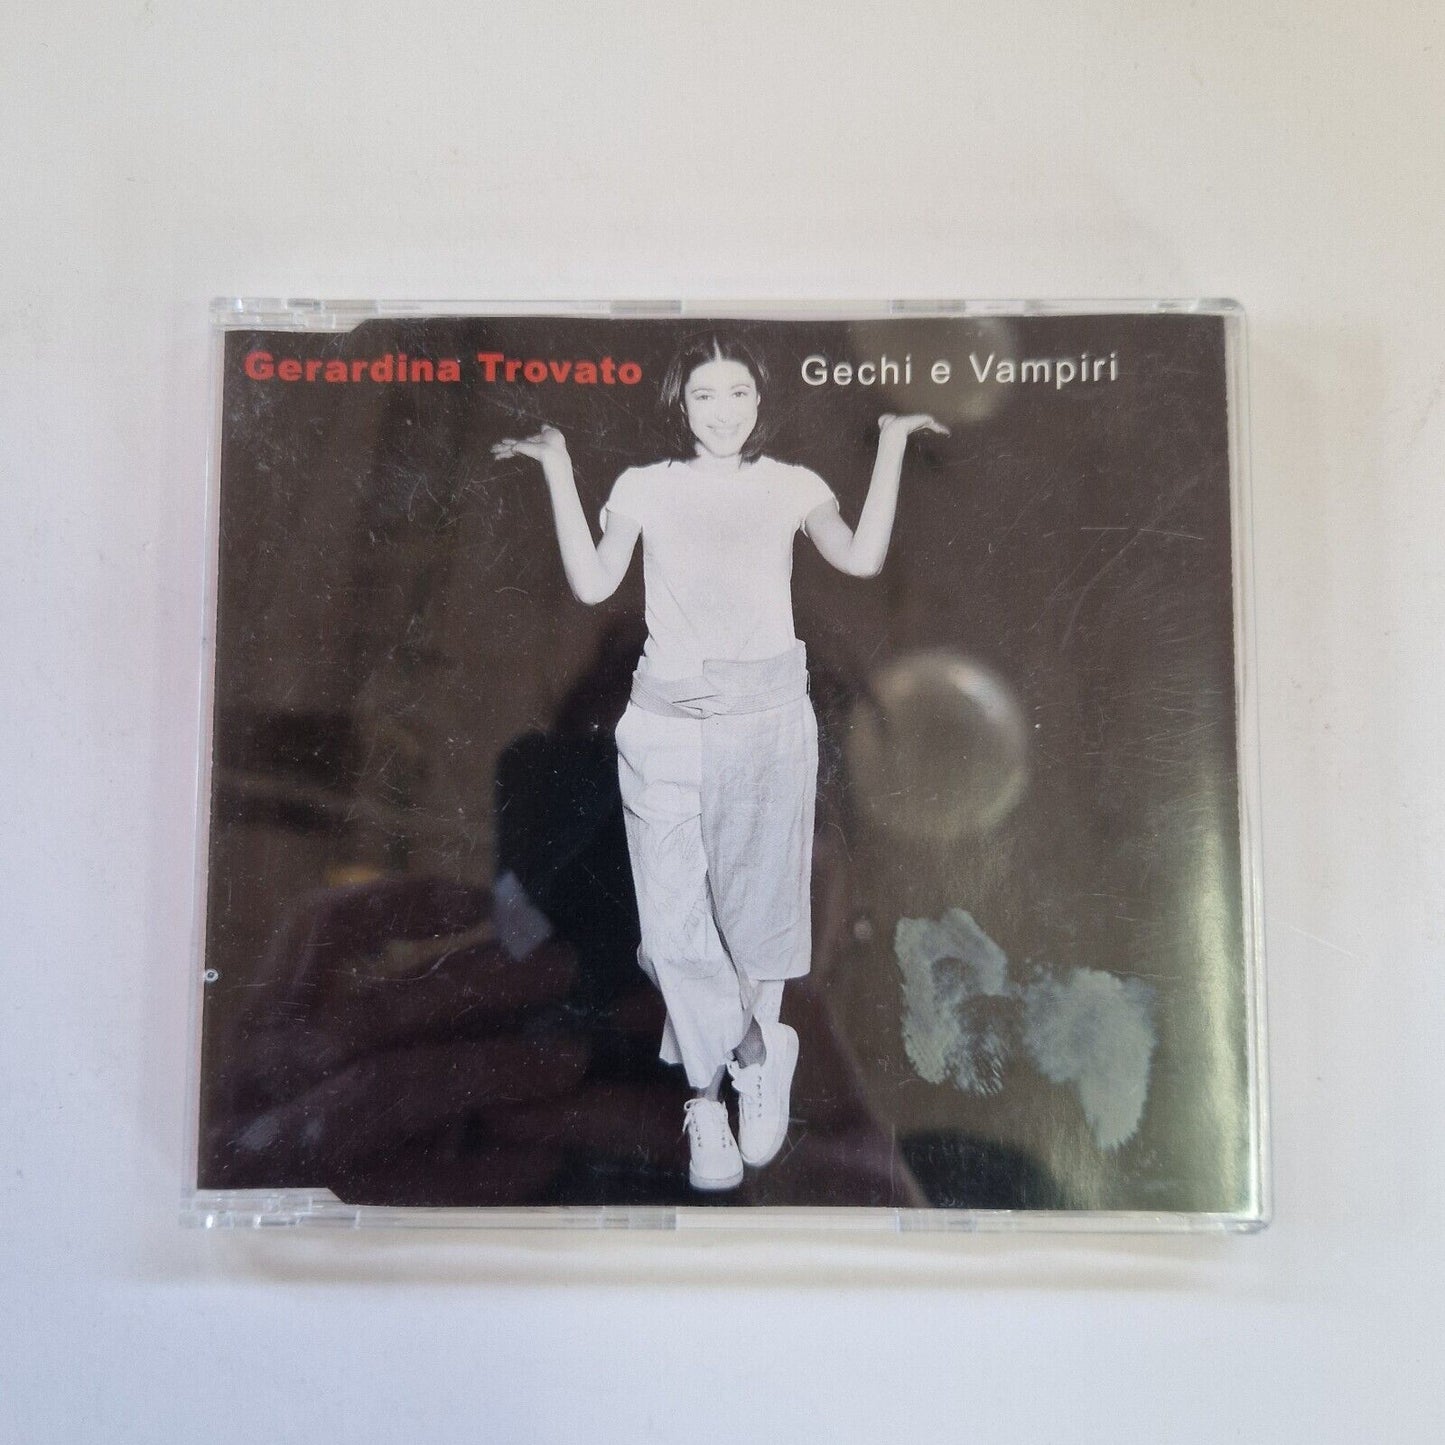 Gerardina Trovato
Gechi e Vampiri